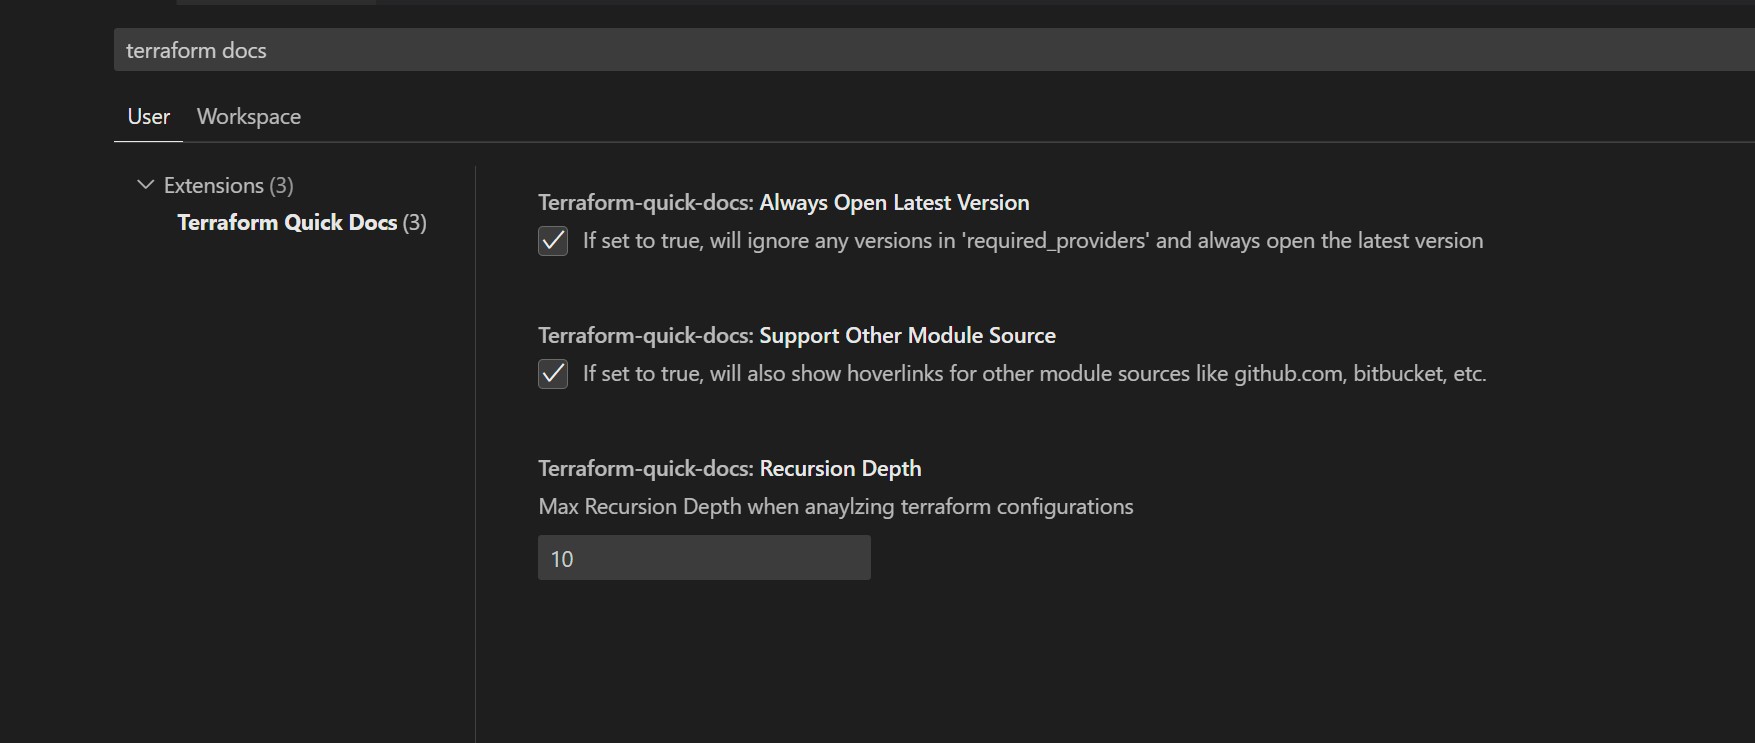 terraform docs
User Workspace
Extensions (3)
Terraform Quick Docs (3)
Terraform-quick-docs: Always Open Latest Version
If set to true, will ignore any versions in 'required_providers' and always open the latest version
Terraform-quick-docs: Support Other Module Source
If set to true, will also show hoverlinks for other module sources like github.com, bitbucket, etc.
Terraform-quick-docs: Recursion Depth
Max Recursion Depth when anaylzing terraform configurations
10